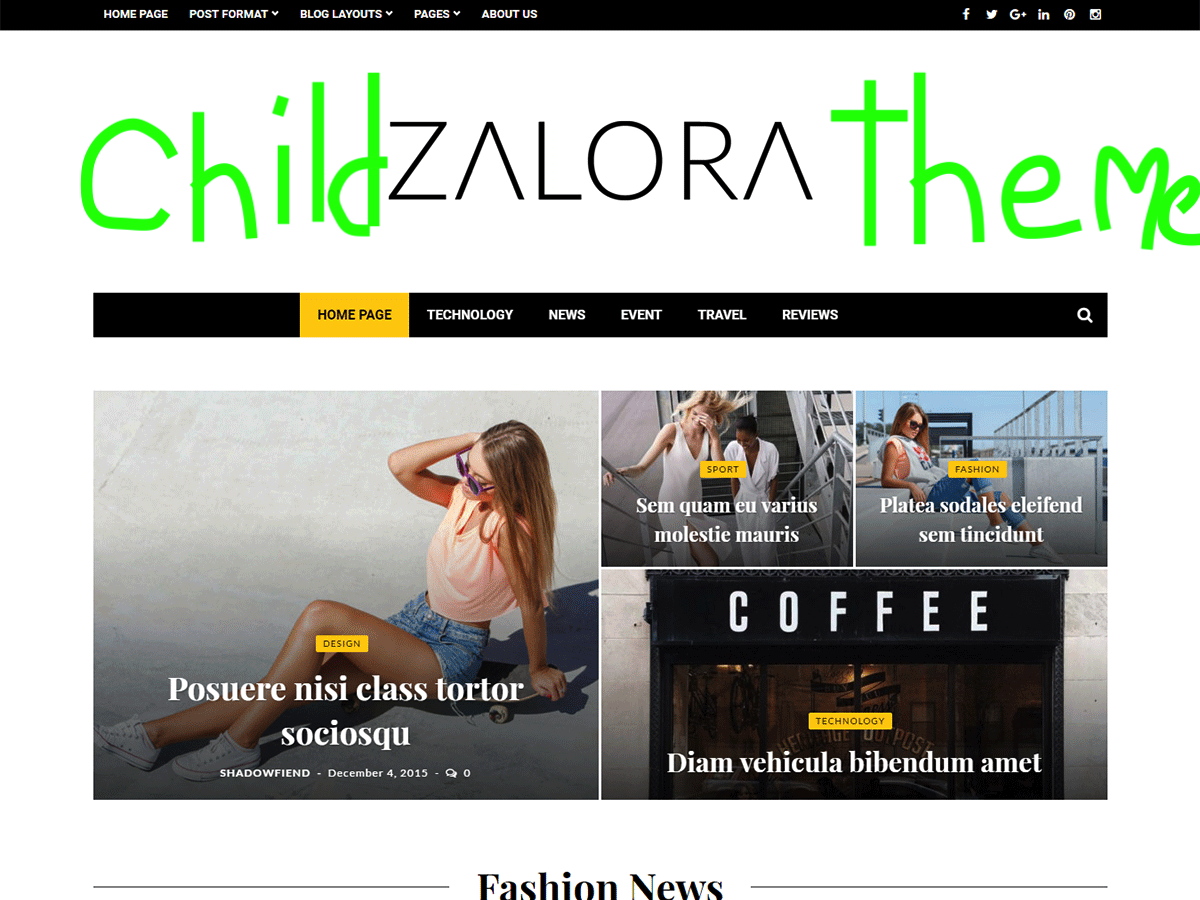 HOME PAGE POST FORMAT BLOG LAYOUTS PAGES ABOUT US
Child ZALORA Theme
HOME PAGE TECHNOLOGY NEWS EVENT TRAVEL REVIEWS
DESIGN
Posuere nisi class tortor
sociosqu
SHADOWFIEND - December 4, 2015 - 0
SPORT
Sem quam eu varius
molestie mauris
FASHION
Platea sodales eleifend
sem tincidunt
COFFEE
HERITAGE OUTPOST
TECHNOLOGY
Diam vehicula bibendum amet
Fashion News